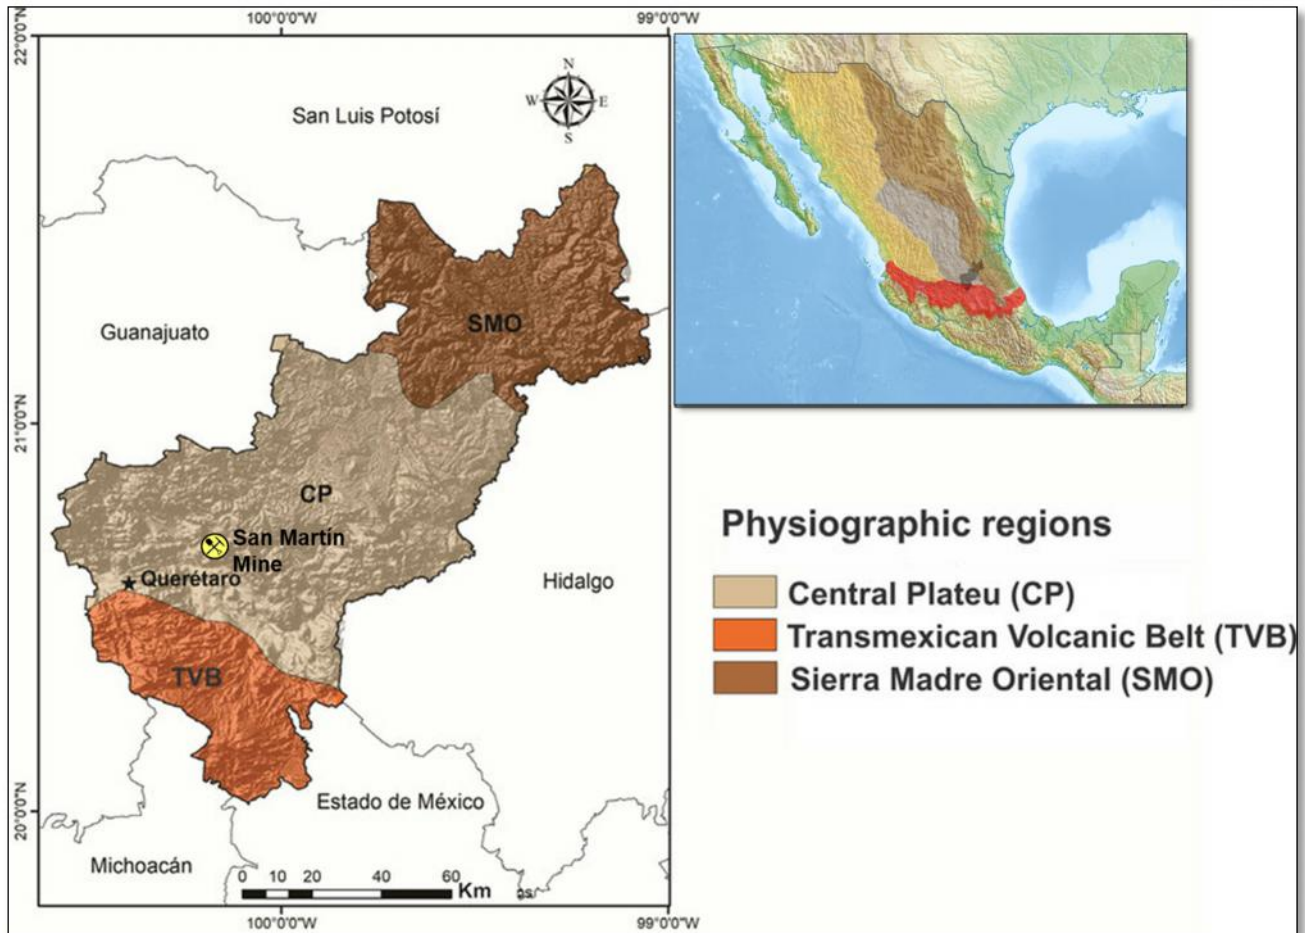 100°0'0"W 99°0'0"W
22°0'0"N
N
W E
S
San Luis Potosí
Guanajuato
SMO
21°0'0"N
CP
San Martín
Mine
Querétaro
Hidalgo
TVB
20°0'0"N
Estado de México
Michoacán
0 10 20 40 60
Km
100°0'0"W 99°0'0"W
Physiographic regions
Central Plateu (CP)
Transmexican Volcanic Belt (TVB)
Sierra Madre Oriental (SMO)